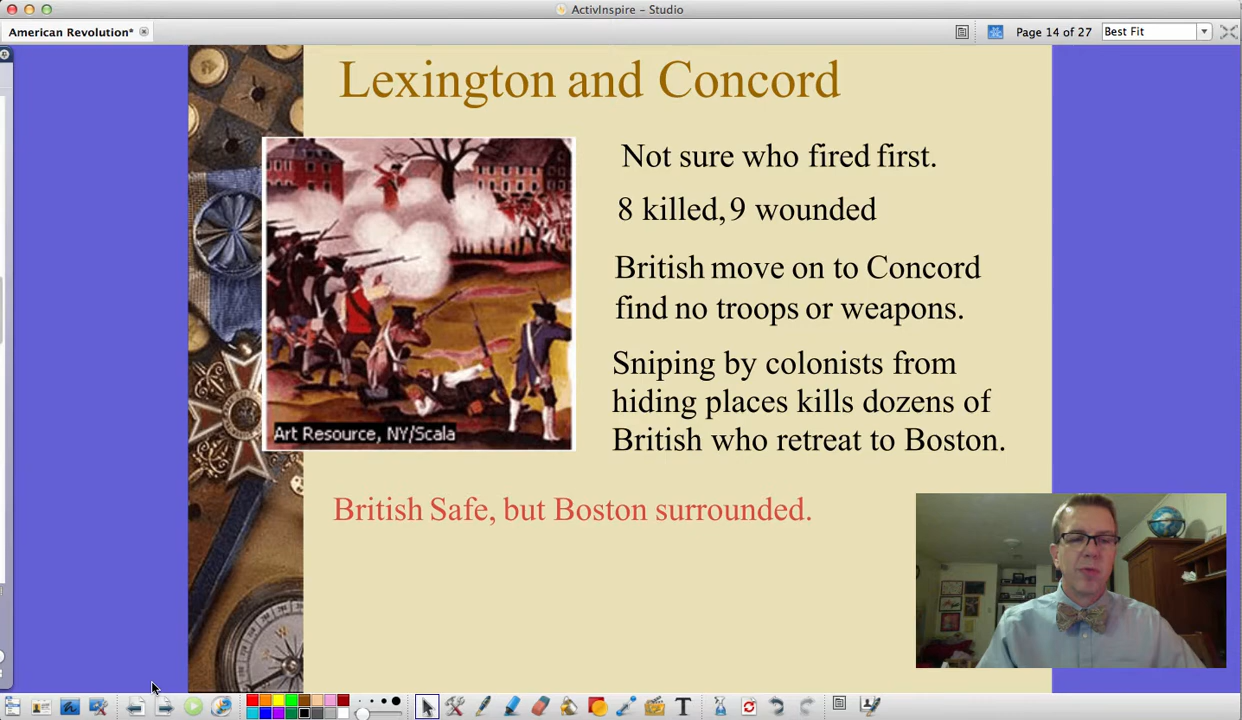 ActivInspire – Studio
American Revolution*
Page 14 of 27
Best Fit
Lexington and Concord
Not sure who fired first.
8 killed, 9 wounded
British move on to Concord
find no troops or weapons.
Sniping by colonists from
hiding places kills dozens of
British who retreat to Boston.
Art Resource, NY/Scala
British Safe, but Boston surrounded.
T